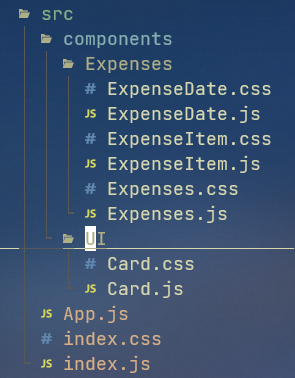 src
components
Expenses
# ExpenseDate.css
JS ExpenseDate.js
# ExpenseItem.css
JS ExpenseItem.js
# Expenses.css
JS Expenses.js
UI
# Card.css
JS Card.js
JS App.js
# index.css
JS index.js